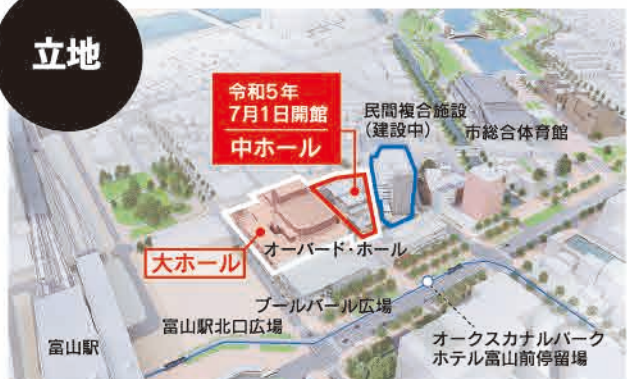 立地
令和5年
7月1日開館
中ホール
民間複合施設
(建設中)
市総合体育館
大ホール
オーバード・ホール
ブールバール広場
富山駅北口広場
富山駅
オークスカナルパーク
ホテル富山前停留場